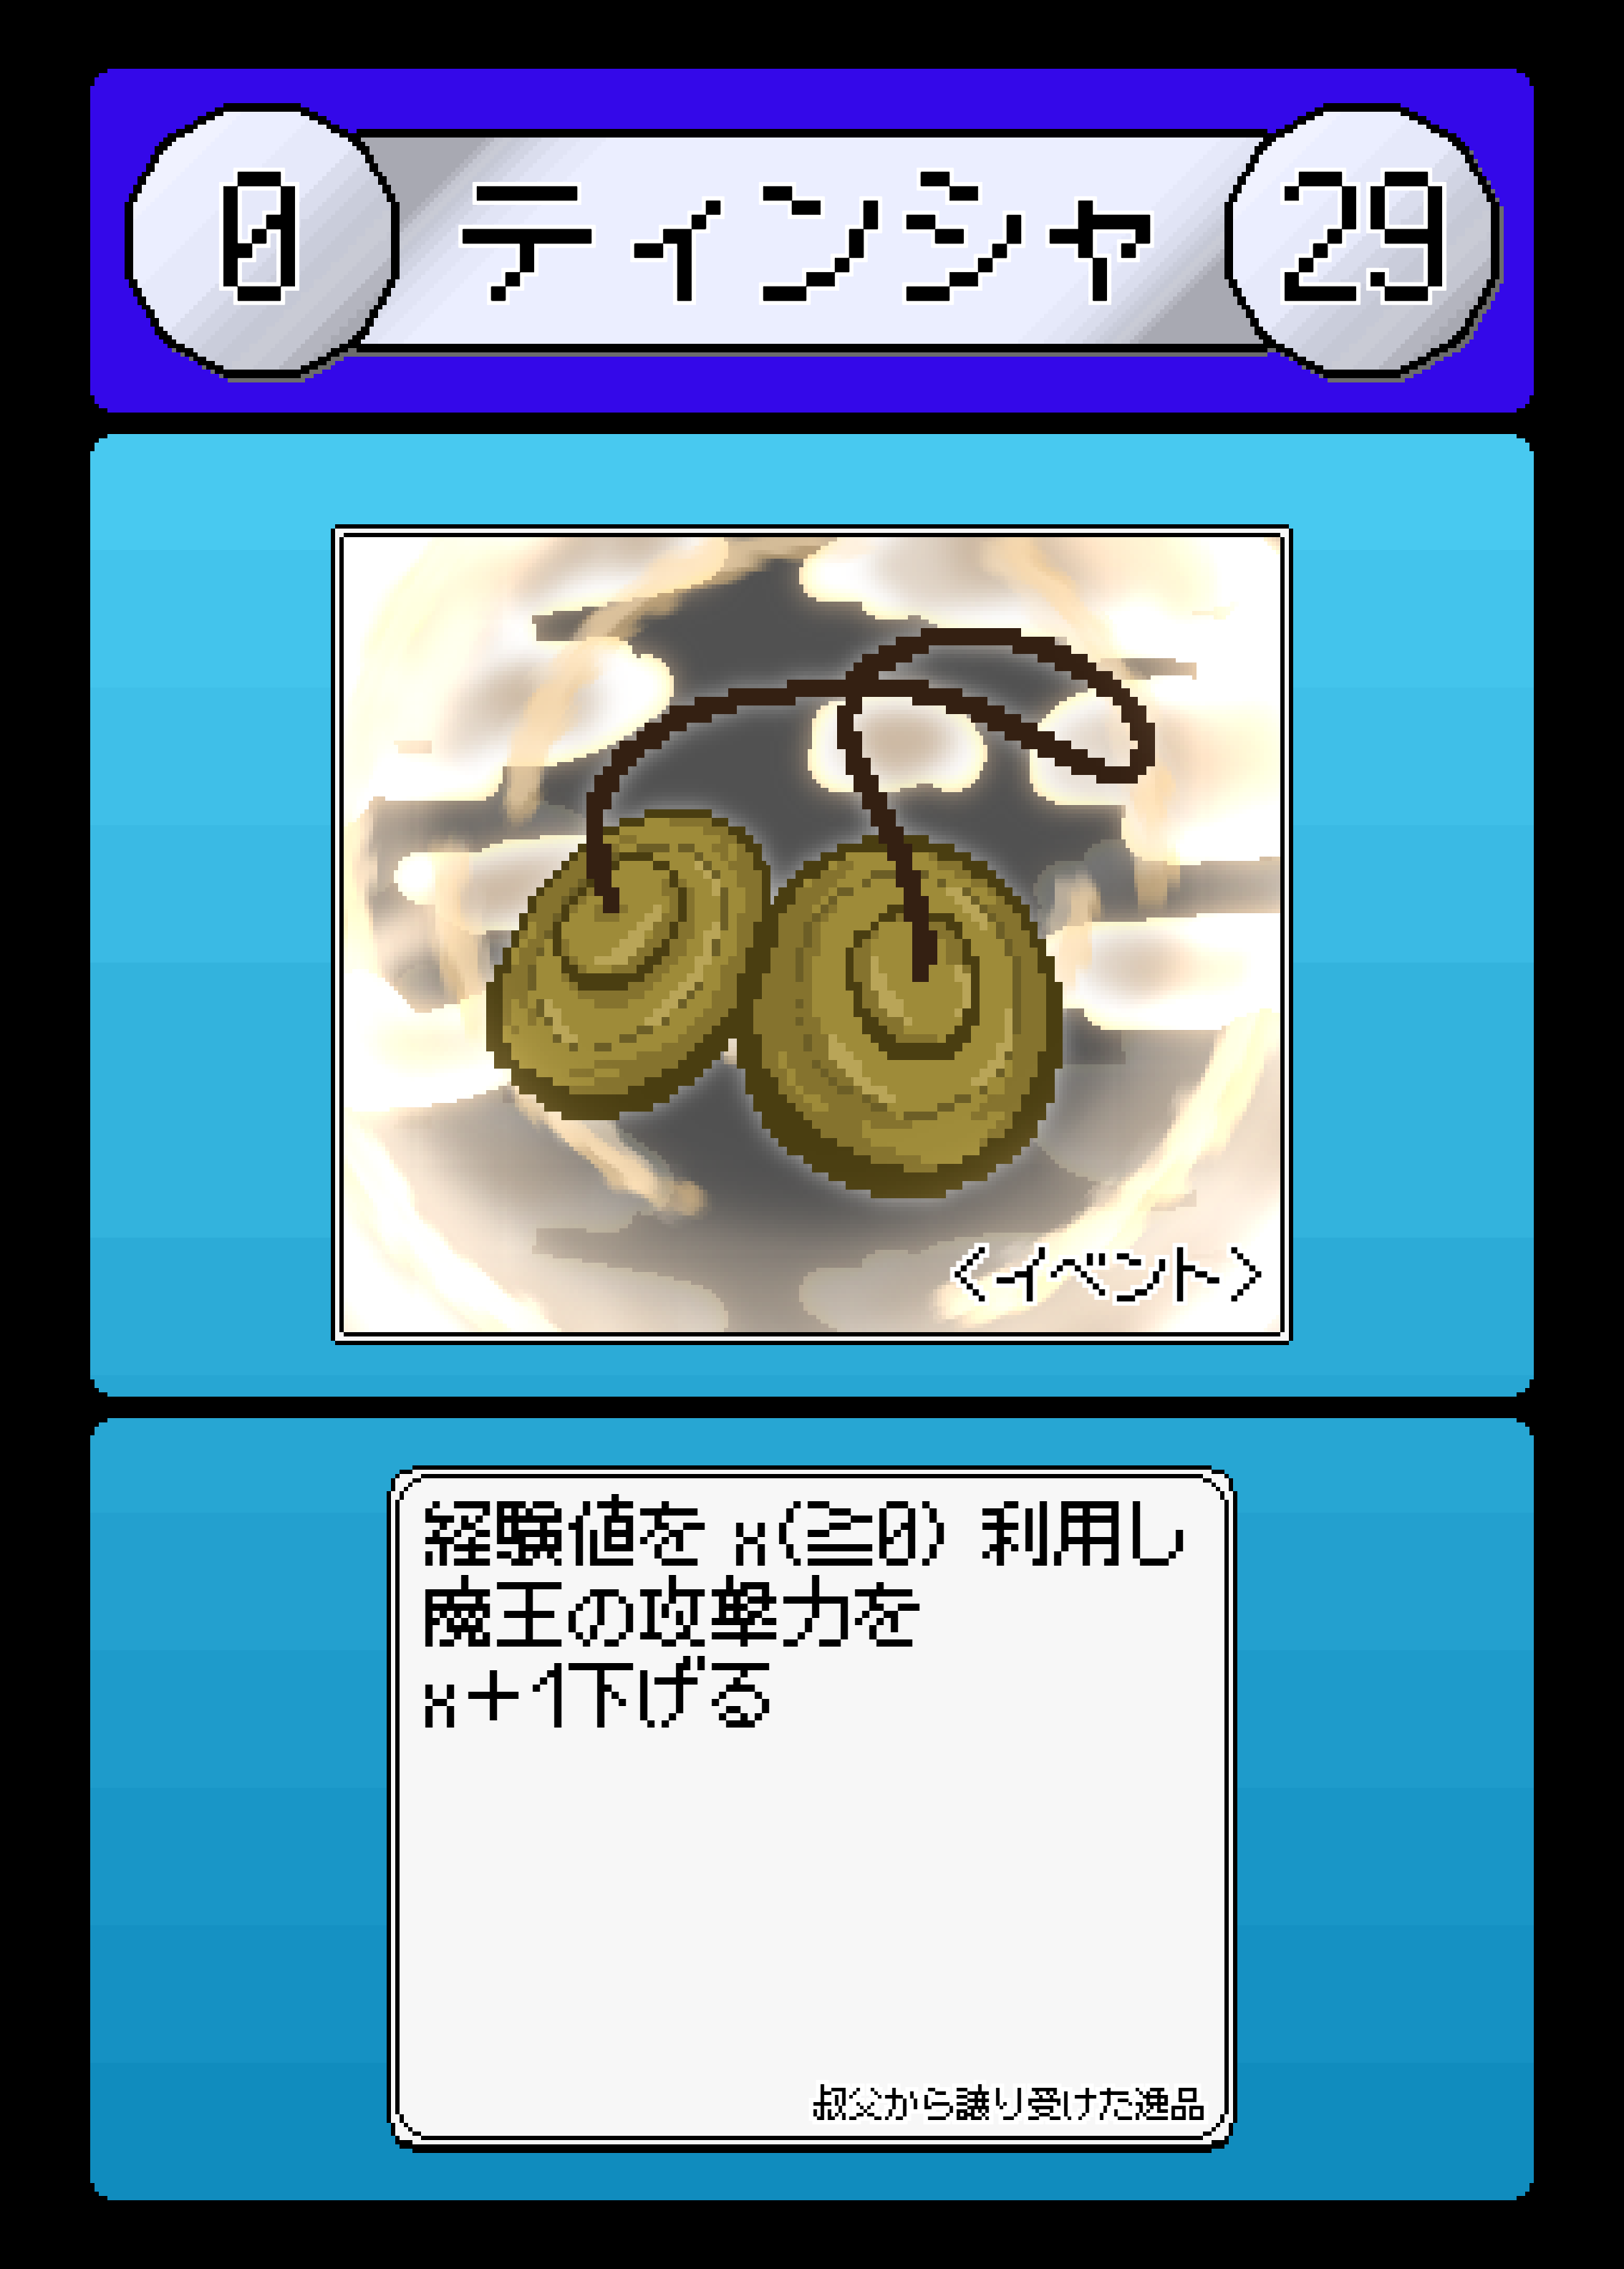 0 ティンシャ 29
<イベント>
経験値を x(≧0) 利用し
魔王の攻撃力を
x+1下げる
叔父から譲り受けた逸品